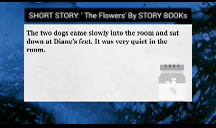 SHORT STORY: ' The Flowers' By STORY BOOKs
The two dogs came slowly into the room and sat
down at Diane's feet. It was very quiet in the
room.